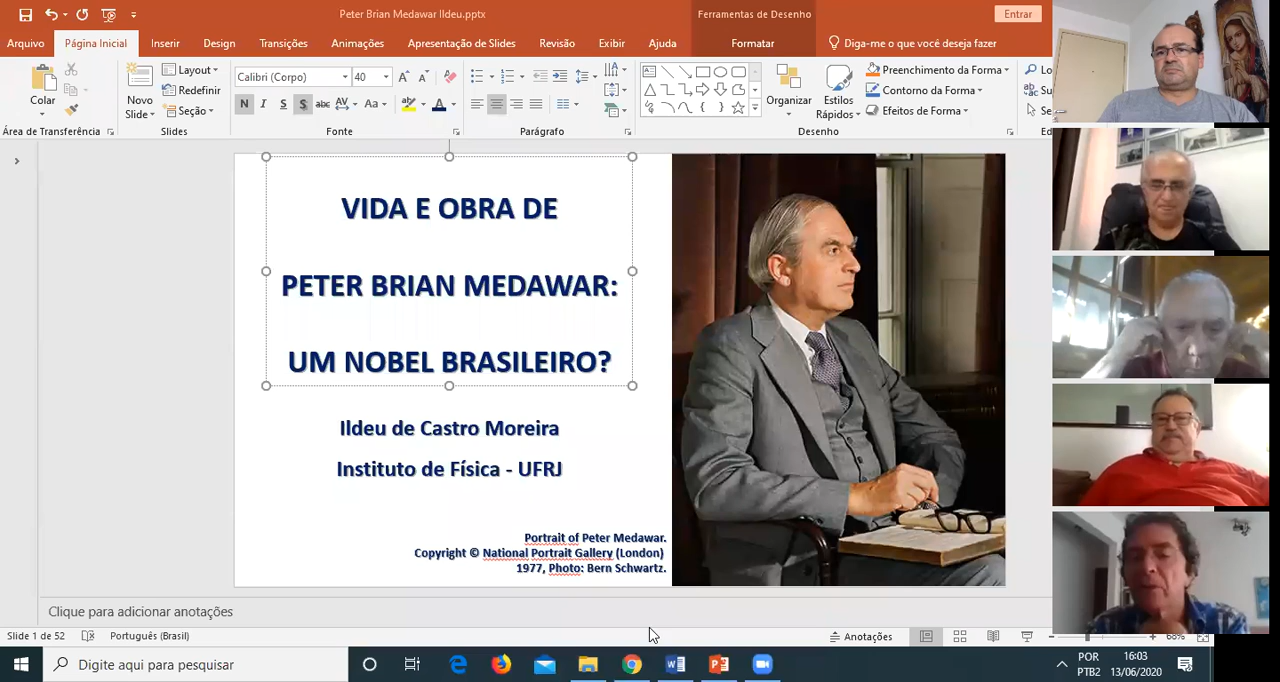 Peter Brian Medawar Ildeu.pptx
Ferramentas de Desenho
Entrar
Arquivo
Página Inicial
Inserir
Design
Transições
Animações
Apresentação de Slides
Revisão
Exibir
Ajuda
Formatar
Diga-me o que você deseja fazer
Colar
Novo
Slide
Layout
Redefinir
Seção
Calibri (Corpo)
40
N I S S abc AV Aa A
Organizar
Estilos
Rápidos
Preenchimento da Forma
Contorno da Forma
Efeitos de Forma
Área de Transferência
Slides
Fonte
Parágrafo
Desenho
VIDA E OBRA DE
PETER BRIAN MEDAWAR:
UM NOBEL BRASILEIRO?
Ildeu de Castro Moreira
Instituto de Física - UFRJ
Portrait of Peter Medawar.
Copyright © National Portrait Gallery (London)
1977, Photo: Bern Schwartz.
Clique para adicionar anotações
Slide 1 de 52
Português (Brasil)
Anotações
68%
Digite aqui para pesquisar
POR
PTB2
16:03
13/06/2020